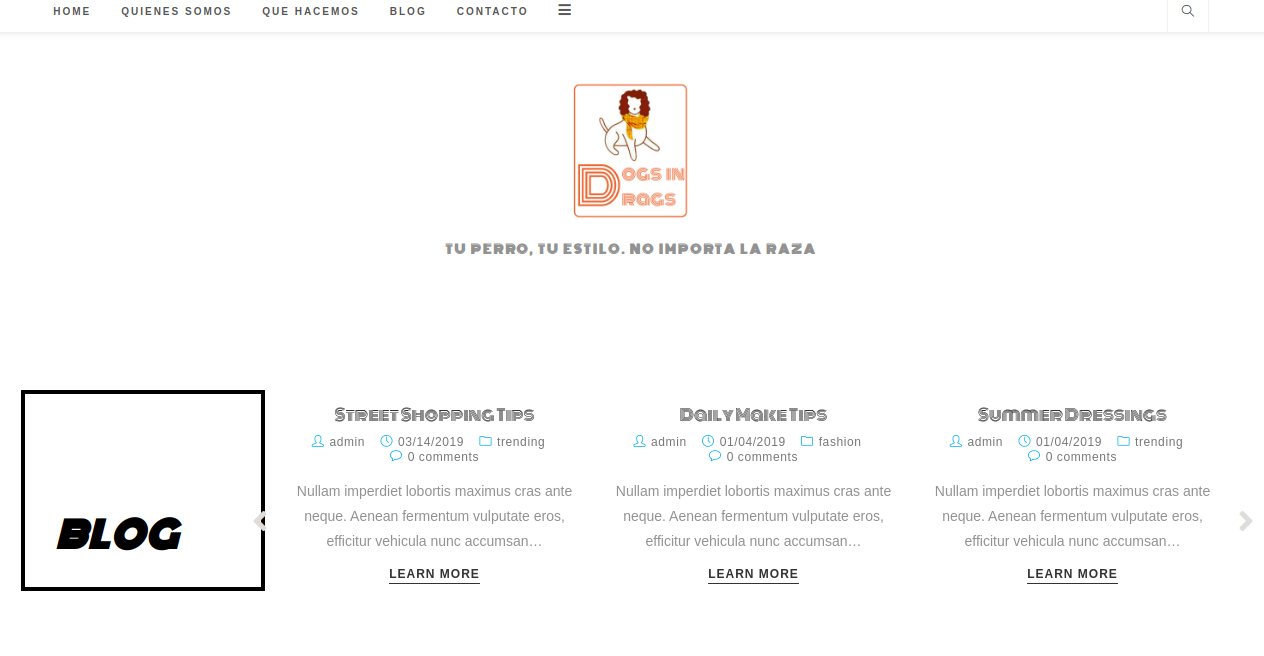 HOME QUIENES SOMOS QUE HACEMOS BLOG CONTACTO
DOGS IN
DRAGS
TU PERRO, TU ESTILO. NO IMPORTA LA RAZA
BLOG
Street Shopping Tips
admin 03/14/2019 trending
0 comments
Nullam imperdiet lobortis maximus cras ante
neque. Aenean fermentum vulputate eros,
efficitur vehicula nunc accumsan…
LEARN MORE
Daily Make Tips
admin 01/04/2019 fashion
0 comments
Nullam imperdiet lobortis maximus cras ante
neque. Aenean fermentum vulputate eros,
efficitur vehicula nunc accumsan…
LEARN MORE
Summer Dressings
admin 01/04/2019 trending
0 comments
Nullam imperdiet lobortis maximus cras ante
neque. Aenean fermentum vulputate eros,
efficitur vehicula nunc accumsan…
LEARN MORE